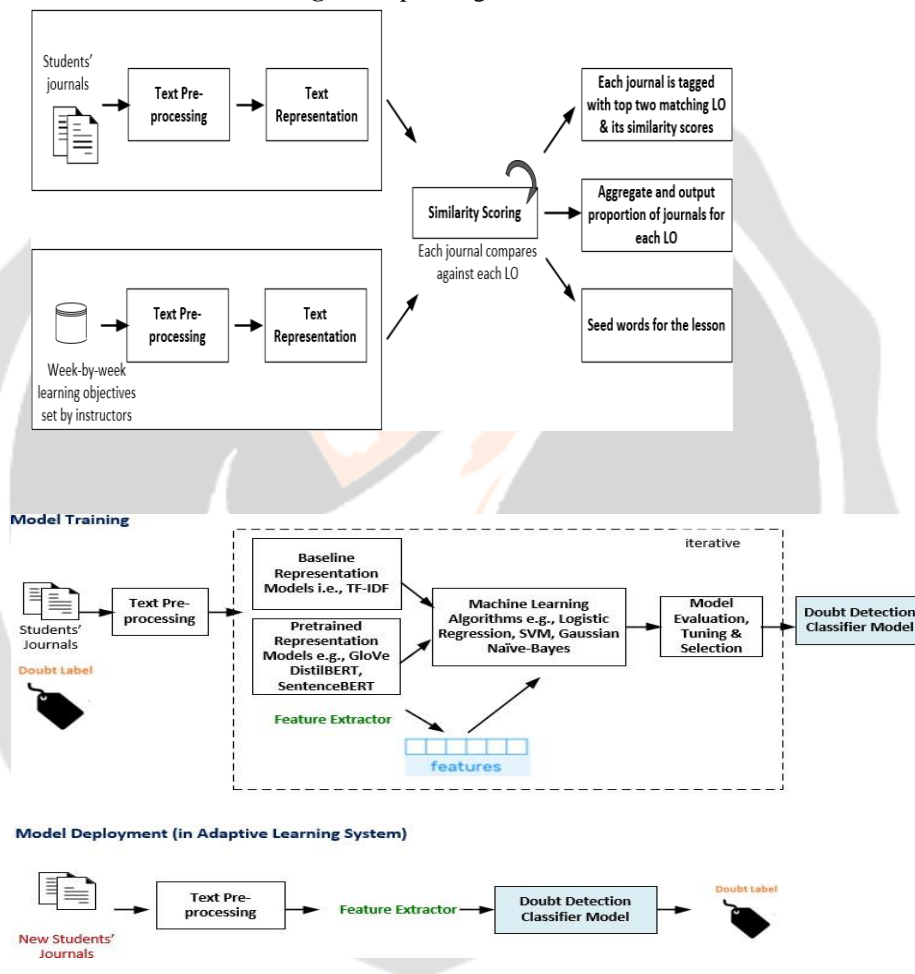 Students'
journals
Text Pre-
processing
Text
Representation
Each journal is tagged
with top two matching LO
& its similarity scores
Similarity Scoring
Each journal compares
against each LO
Aggregate and output
proportion of journals for
each LO
Seed words for the lesson
Week-by-week
learning objectives
set by instructors
Text Pre-
processing
Text
Representation
Model Training
iterative
Students'
Journals
Doubt Label
Text Pre-
processing
Baseline
Representation
Models i.e., TF-IDF
Pretrained
Representation
Models e.g., GloVe
DistilBERT,
SentenceBERT
Feature Extractor
features
Machine Learning
Algorithms e.g., Logistic
Regression, SVM, Gaussian
Naïve-Bayes
Model
Evaluation,
Tuning &
Selection
Doubt Detection
Classifier Model
Model Deployment (in Adaptive Learning System)
New Students'
Journals
Text Pre-
processing
Feature Extractor
Doubt Detection
Classifier Model
Doubt Label